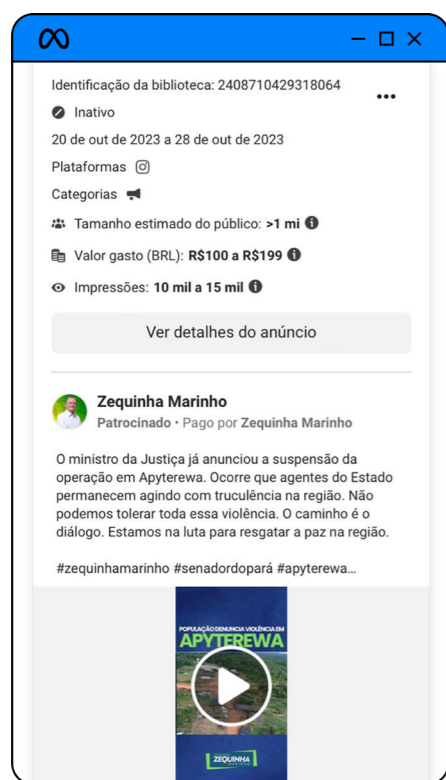 Identificação da biblioteca: 2408710429318064
Inativo
20 de out de 2023 a 28 de out de 2023
Plataformas
Categorias
Tamanho estimado do público: >1 mi
Valor gasto (BRL): R$100 a R$199
Impressões: 10 mil a 15 mil
Ver detalhes do anúncio
Zequinha Marinho
Patrocinado • Pago por Zequinha Marinho
O ministro da Justiça já anunciou a suspensão da
operação em Apyterewa. Ocorre que agentes do Estado
permanecem agindo com truculência na região. Não
podemos tolerar toda essa violência. O caminho é o
diálogo. Estamos na luta para resgatar a paz na região.
#zequinhamarinho #senadordopará #apyterewa...
POPULAÇÃO DENUNCIA VIOLÊNCIA EM
APYTEREWA
ZEQUINHA